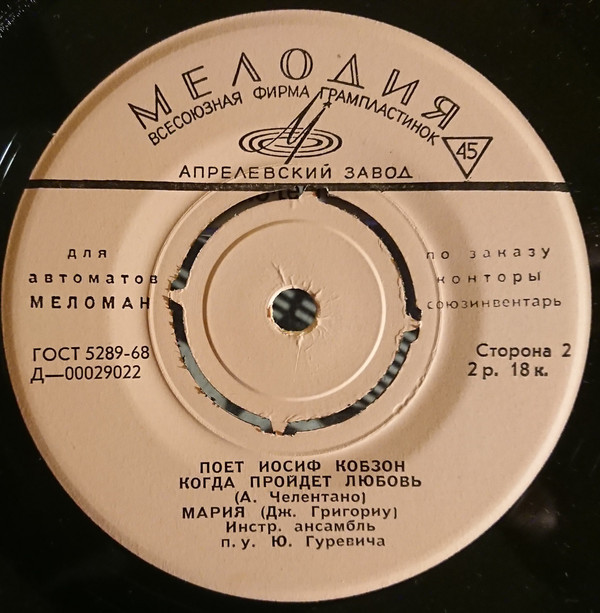 МЕЛОДИЯ
ВСЕСОЮЗНАЯ ФИРМА ГРАМПЛАСТИНОК
45
АПРЕЛЕВСКИЙ ЗАВОД
для
автоматов
МЕЛОМАН
по заказу
конторы
союзинвентарь
ГОСТ 5289-68
Д—00029022
Сторона 2
2 р. 18 к.
ПОЕТ ИОСИФ КОБЗОН
КОГДА ПРОЙДЕТ ЛЮБОВЬ
(А. Челентано)
МАРИЯ (Дж. Григориу)
Инстр. ансамбль
п. у. Ю. Гуревича